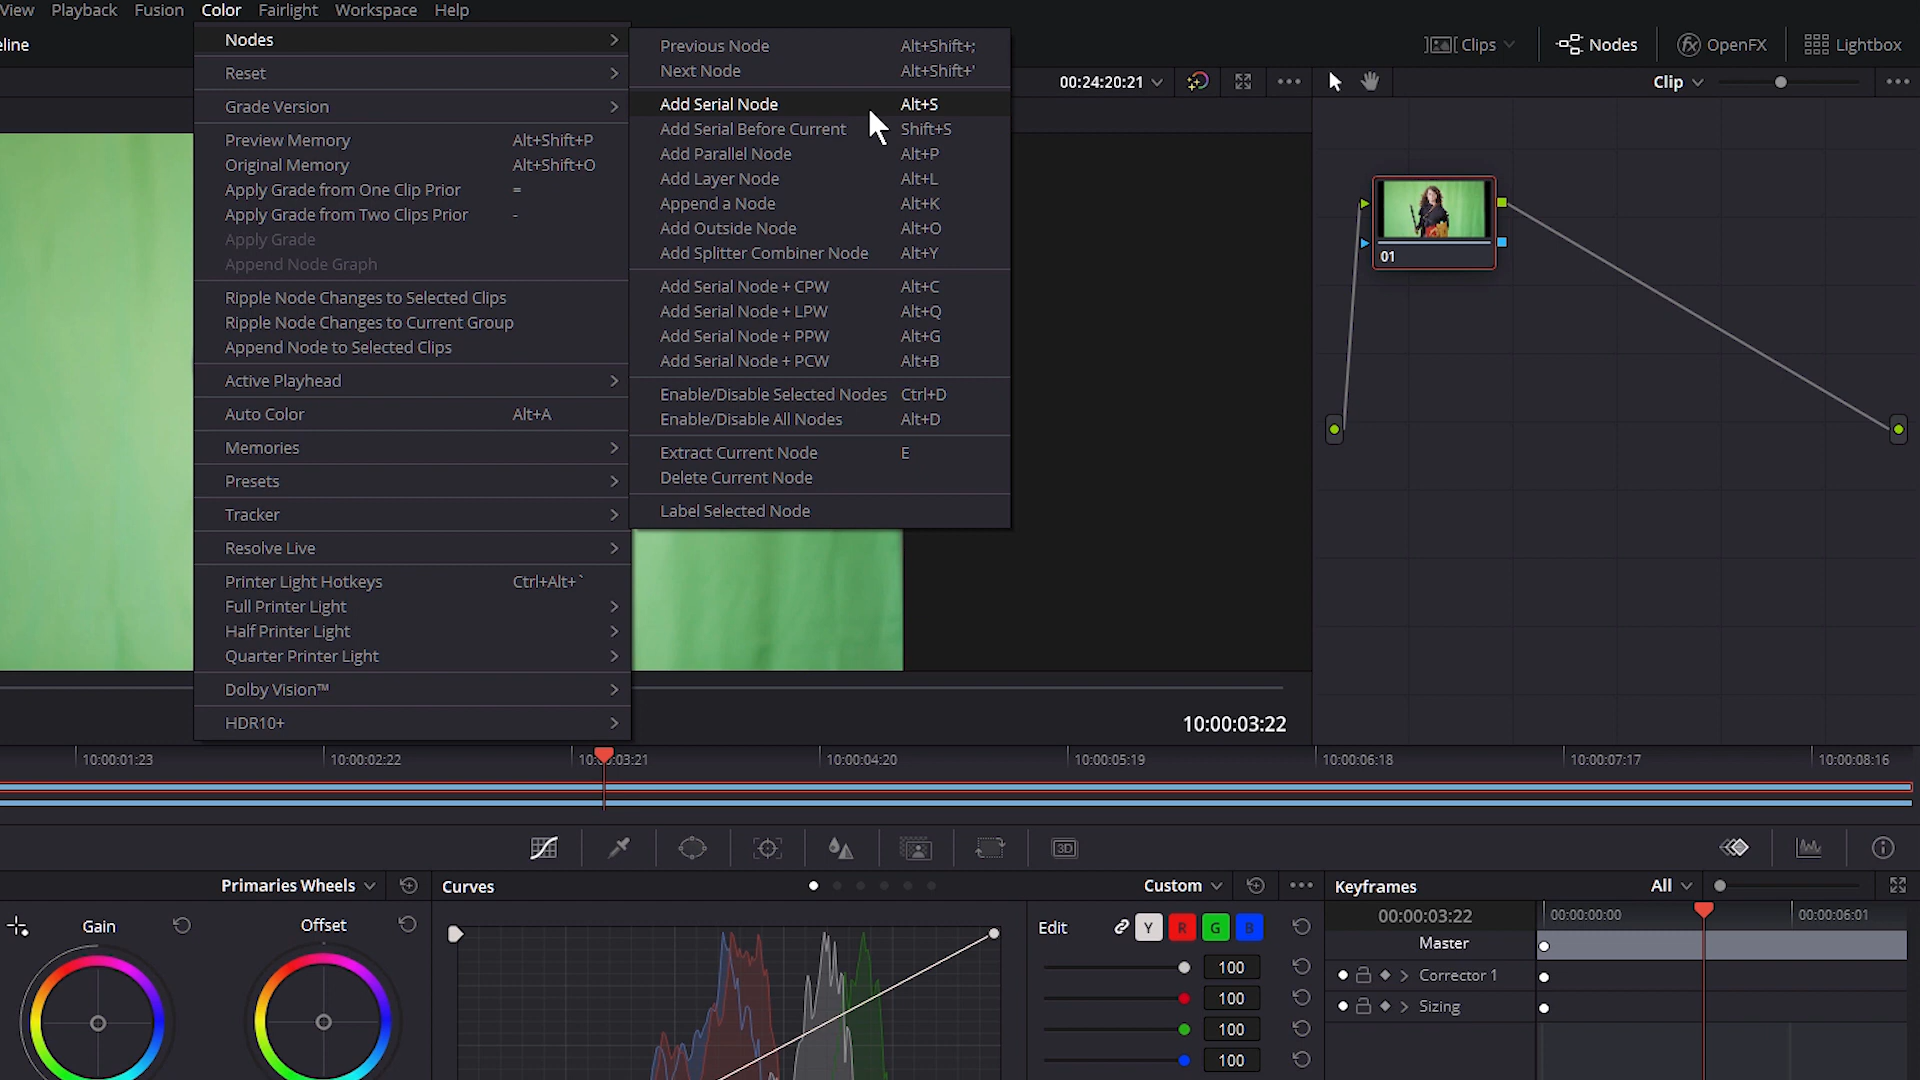 View Playback Fusion Color Fairlight Workspace Help
eline
Clips Nodes OpenFX Lightbox
00:24:20:21
Clip
Nodes
Reset
Grade Version
Preview Memory Alt+Shift+P
Original Memory Alt+Shift+O
Apply Grade from One Clip Prior =
Apply Grade from Two Clips Prior -
Apply Grade
Append Node Graph
Ripple Node Changes to Selected Clips
Ripple Node Changes to Current Group
Append Node to Selected Clips
Active Playhead
Auto Color Alt+A
Memories
Presets
Tracker
Resolve Live
Printer Light Hotkeys Ctrl+Alt+`
Full Printer Light
Half Printer Light
Quarter Printer Light
Dolby Vision™
HDR10+
Previous Node Alt+Shift+;
Next Node Alt+Shift+'
Add Serial Node Alt+S
Add Serial Before Current Shift+S
Add Parallel Node Alt+P
Add Layer Node Alt+L
Append a Node Alt+K
Add Outside Node Alt+O
Add Splitter Combiner Node Alt+Y
Add Serial Node + CPW Alt+C
Add Serial Node + LPW Alt+Q
Add Serial Node + PPW Alt+G
Add Serial Node + PCW Alt+B
Enable/Disable Selected Nodes Ctrl+D
Enable/Disable All Nodes Alt+D
Extract Current Node E
Delete Current Node
Label Selected Node
01
10:00:03:22
10:00:01:23 10:00:02:22 10:00:03:21 10:00:04:20 10:00:05:19 10:00:06:18 10:00:07:17 10:00:08:16
3D
Primaries Wheels
Curves
Custom
Keyframes
All
Gain
Offset
Edit Y R G B
100
100
100
100
00:00:03:22 00:00:00:00 00:00:06:01
Master
Corrector 1
Sizing